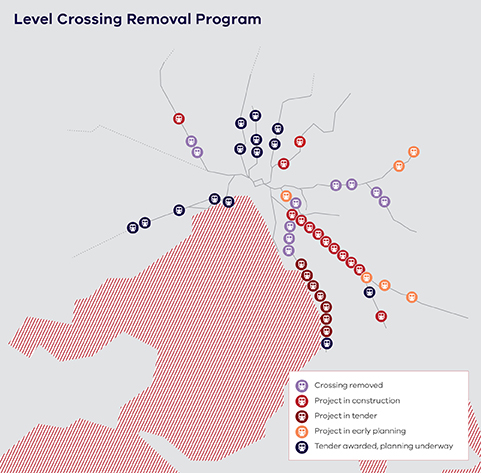 Level Crossing Removal Program
Crossing removed
Project in construction
Project in tender
Project in early planning
Tender awarded, planning underway